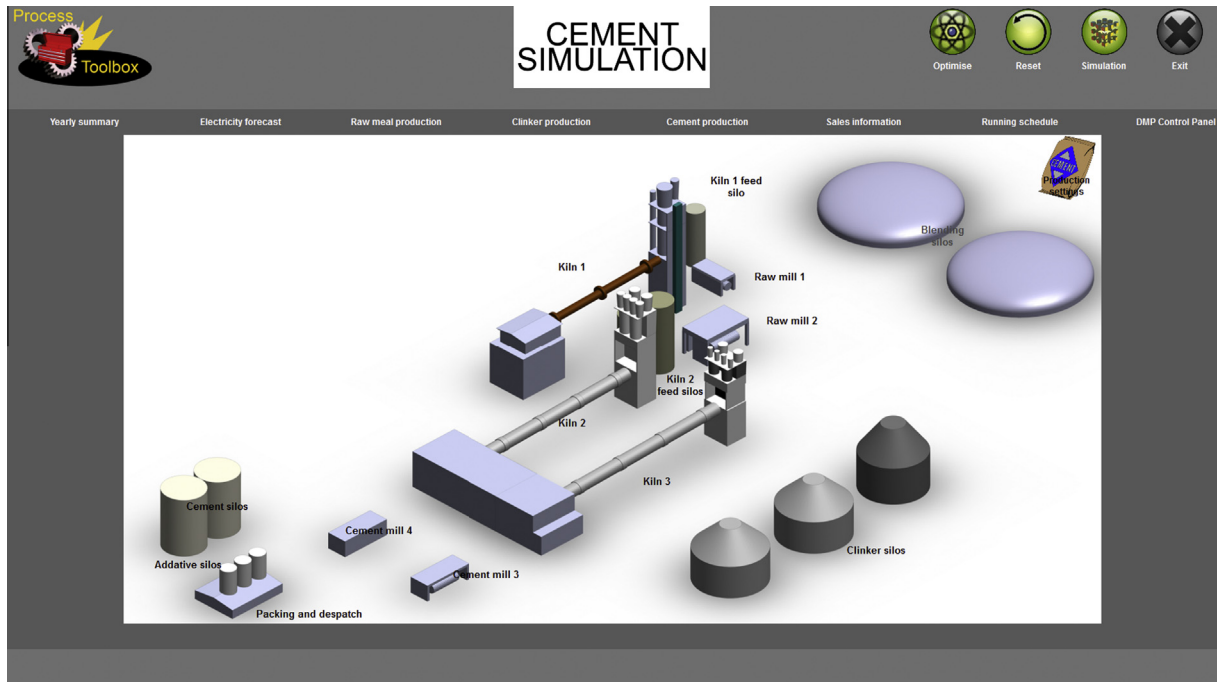 Process
Toolbox
CEMENT
SIMULATION
Optimise
Reset
Simulation
Exit
Yearly summary
Electricity forecast
Raw meal production
Clinker production
Cement production
Sales information
Running schedule
DMP Control Panel
CEMENT
Production
settings
Kiln 1 feed
silo
Blending
silos
Kiln 1
Raw mill 1
Raw mill 2
Kiln 2
feed silos
Kiln 2
Kiln 3
Cement silos
Cement mill 4
Clinker silos
Addative silos
Cement mill 3
Packing and despatch